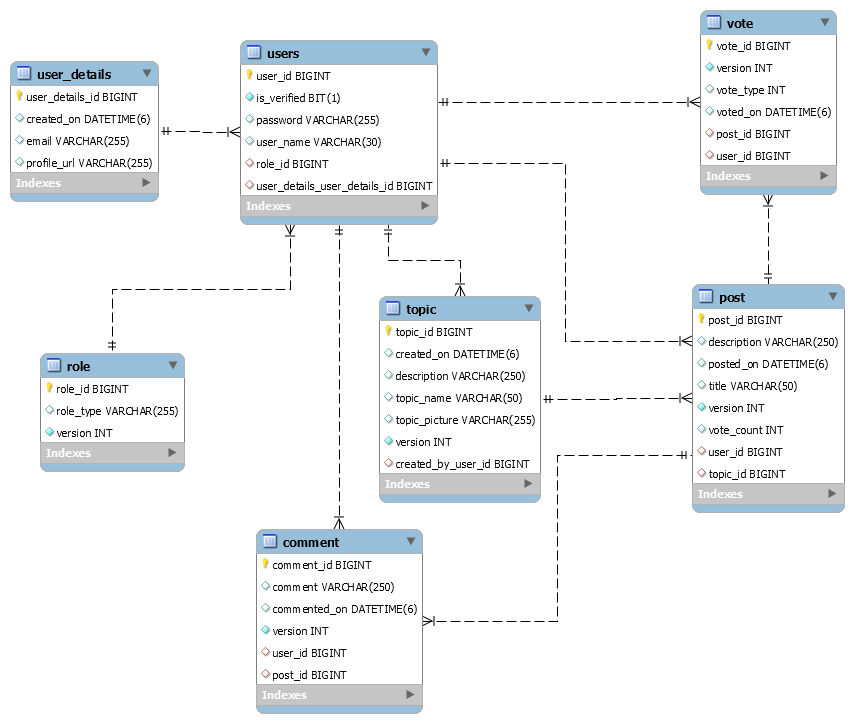 user_details
user_details_id BIGINT
created_on DATETIME(6)
email VARCHAR(255)
profile_url VARCHAR(255)
Indexes
users
user_id BIGINT
is_verified BIT(1)
password VARCHAR(255)
user_name VARCHAR(30)
role_id BIGINT
user_details_user_details_id BIGINT
Indexes
vote
vote_id BIGINT
version INT
vote_type INT
voted_on DATETIME(6)
post_id BIGINT
user_id BIGINT
Indexes
role
role_id BIGINT
role_type VARCHAR(255)
version INT
Indexes
topic
topic_id BIGINT
created_on DATETIME(6)
description VARCHAR(250)
topic_name VARCHAR(50)
topic_picture VARCHAR(255)
version INT
created_by_user_id BIGINT
Indexes
post
post_id BIGINT
description VARCHAR(250)
posted_on DATETIME(6)
title VARCHAR(50)
version INT
vote_count INT
user_id BIGINT
topic_id BIGINT
Indexes
comment
comment_id BIGINT
comment VARCHAR(250)
commented_on DATETIME(6)
version INT
user_id BIGINT
post_id BIGINT
Indexes